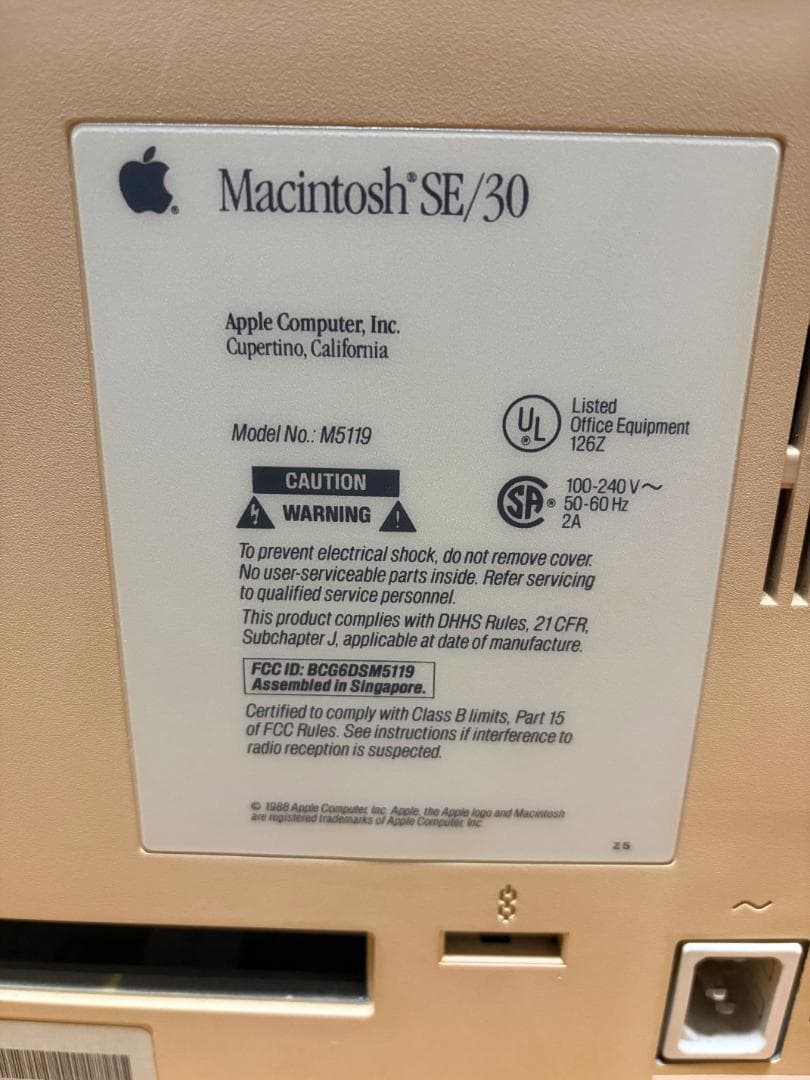 Macintosh® SE/30
Apple Computer, Inc.
Cupertino, California
Model No.: M5119
UL ®
Listed
Office Equipment
126Z
CAUTION
WARNING
SA ®
100-240 V~
50-60 Hz
2A
To prevent electrical shock, do not remove cover.
No user-serviceable parts inside. Refer servicing
to qualified service personnel.
This product complies with DHHS Rules, 21 CFR,
Subchapter J, applicable at date of manufacture.
FCC ID: BCG6DSM5119
Assembled in Singapore.
Certified to comply with Class B limits, Part 15
of FCC Rules. See instructions if interference to
radio reception is suspected.
© 1988 Apple Computer, Inc. Apple, the Apple logo and Macintosh
are registered trademarks of Apple Computer, Inc.
ZS